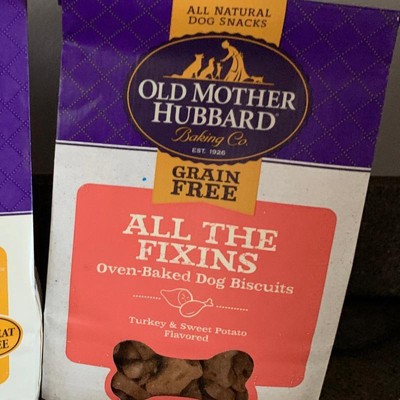 ALL NATURAL
DOG SNACKS
OLD MOTHER
HUBBARD
Baking Co.
EST. 1926
GRAIN
FREE
ALL THE
FIXINS
Oven-Baked Dog Biscuits
Turkey & Sweet Potato
Flavored